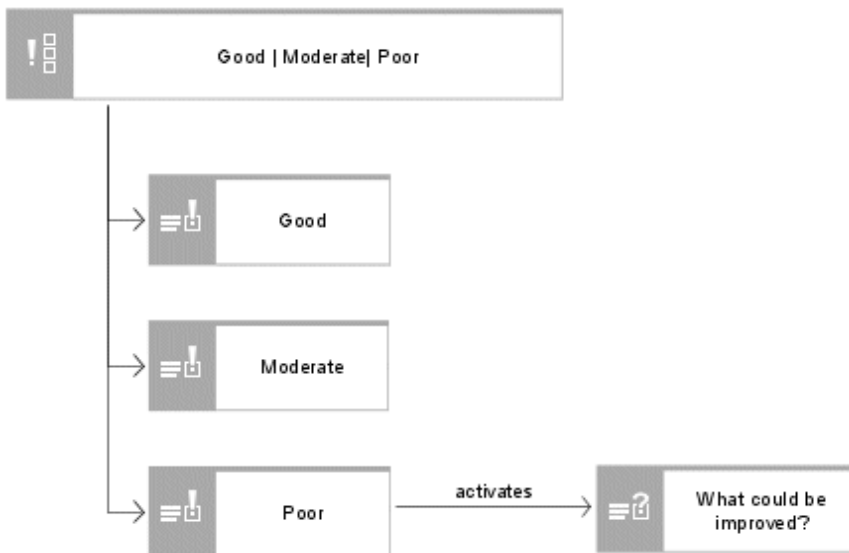 Good | Moderate| Poor
Good
Moderate
Poor
activates
What could be
improved?